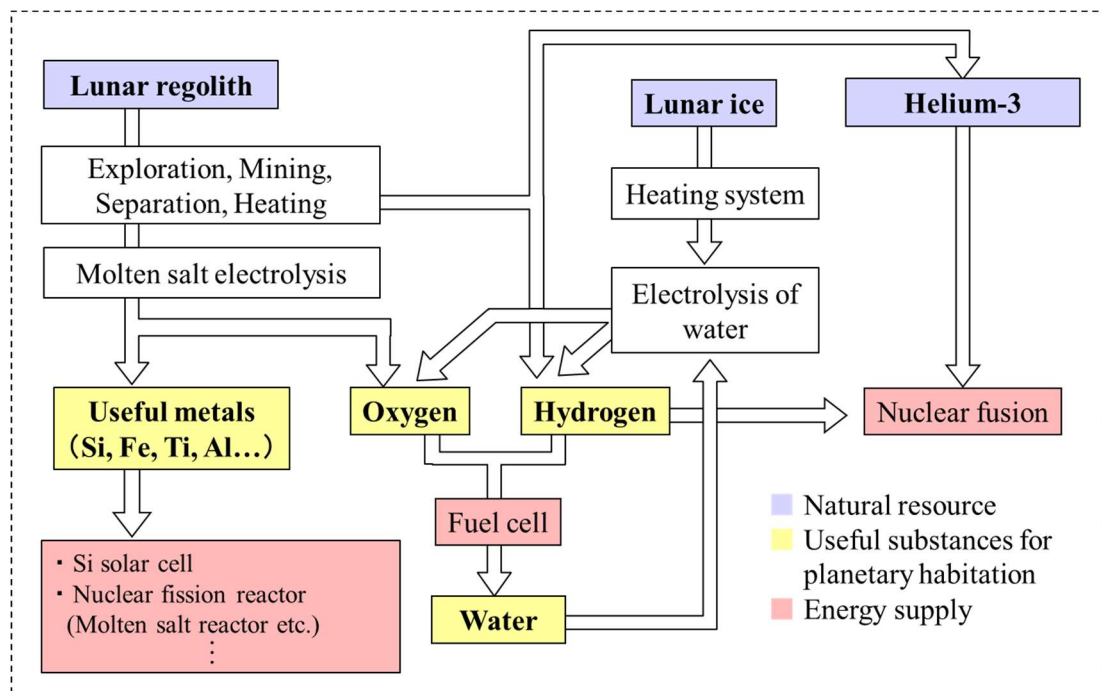 Lunar regolith
Lunar ice
Helium-3
Exploration, Mining,
Separation, Heating
Heating system
Molten salt electrolysis
Electrolysis of
water
Useful metals
（Si, Fe, Ti, Al…）
Oxygen
Hydrogen
Nuclear fusion
Fuel cell
Water
・Si solar cell
・Nuclear fission reactor
(Molten salt reactor etc.)
⋮
Natural resource
Useful substances for
planetary habitation
Energy supply